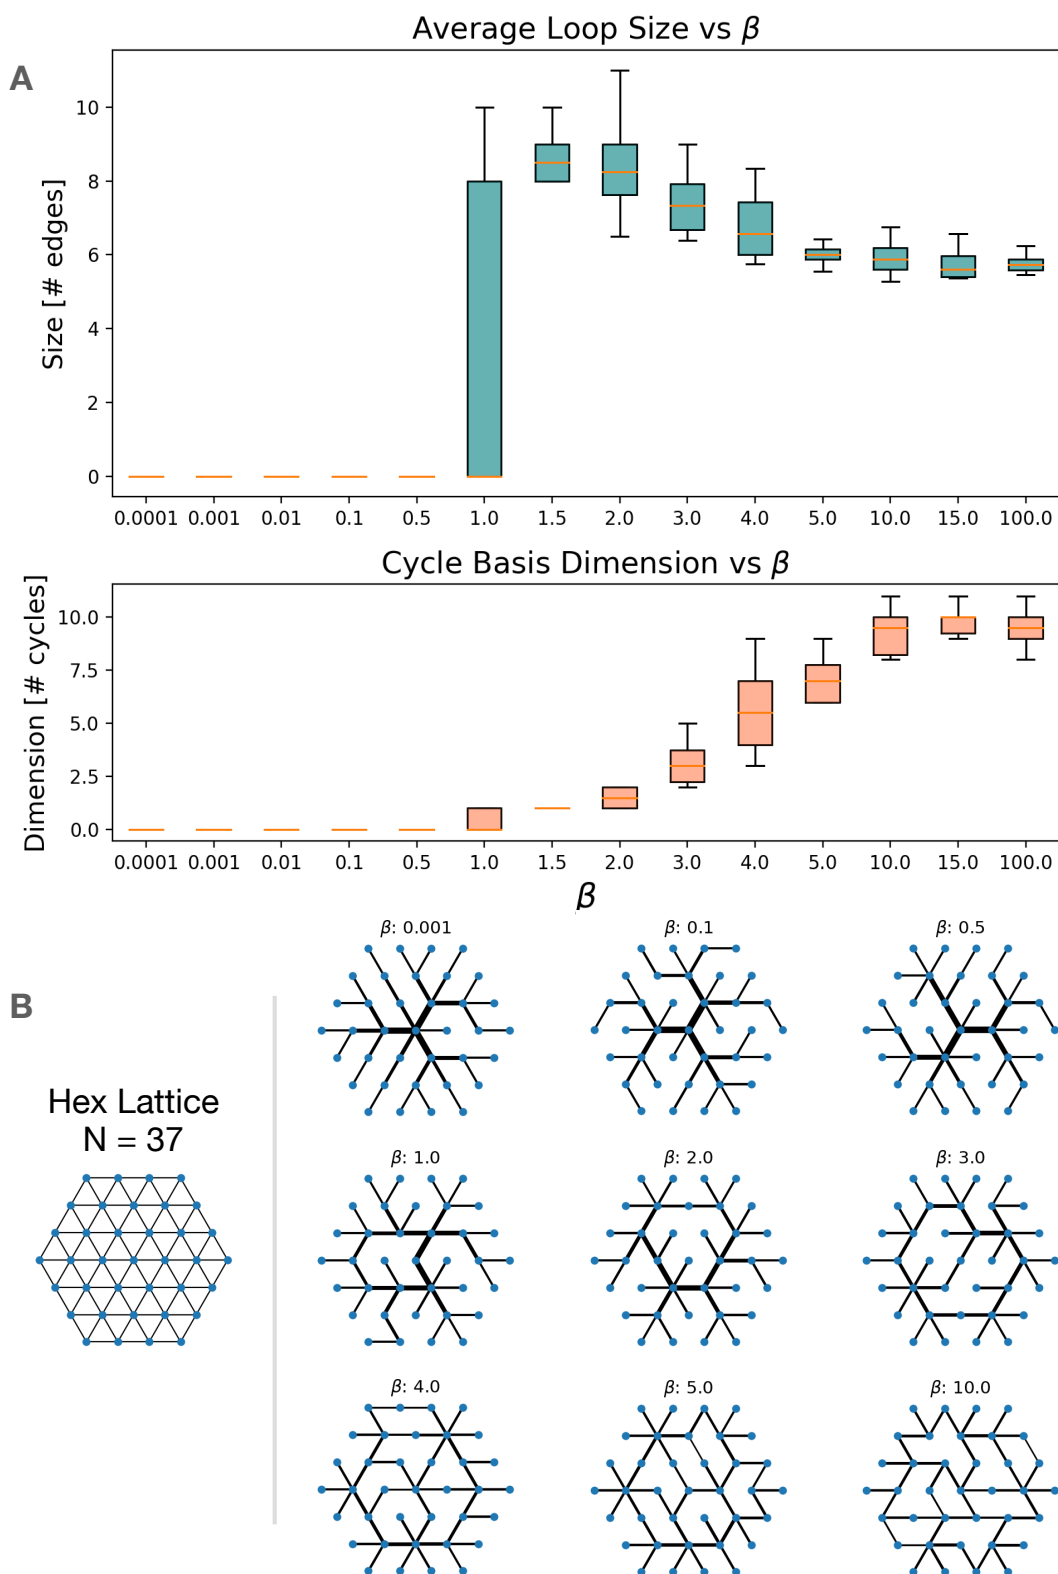 Average Loop Size vs β
A
Size [# edges]
10
8
6
4
2
0
0.0001 0.001 0.01 0.1 0.5 1.0 1.5 2.0 3.0 4.0 5.0 10.0 15.0 100.0
Cycle Basis Dimension vs β
Dimension [# cycles]
10.0
7.5
5.0
2.5
0.0
0.0001 0.001 0.01 0.1 0.5 1.0 1.5 2.0 3.0 4.0 5.0 10.0 15.0 100.0
β
B
Hex Lattice
N = 37
β: 0.001 β: 0.1 β: 0.5
β: 1.0 β: 2.0 β: 3.0
β: 4.0 β: 5.0 β: 10.0